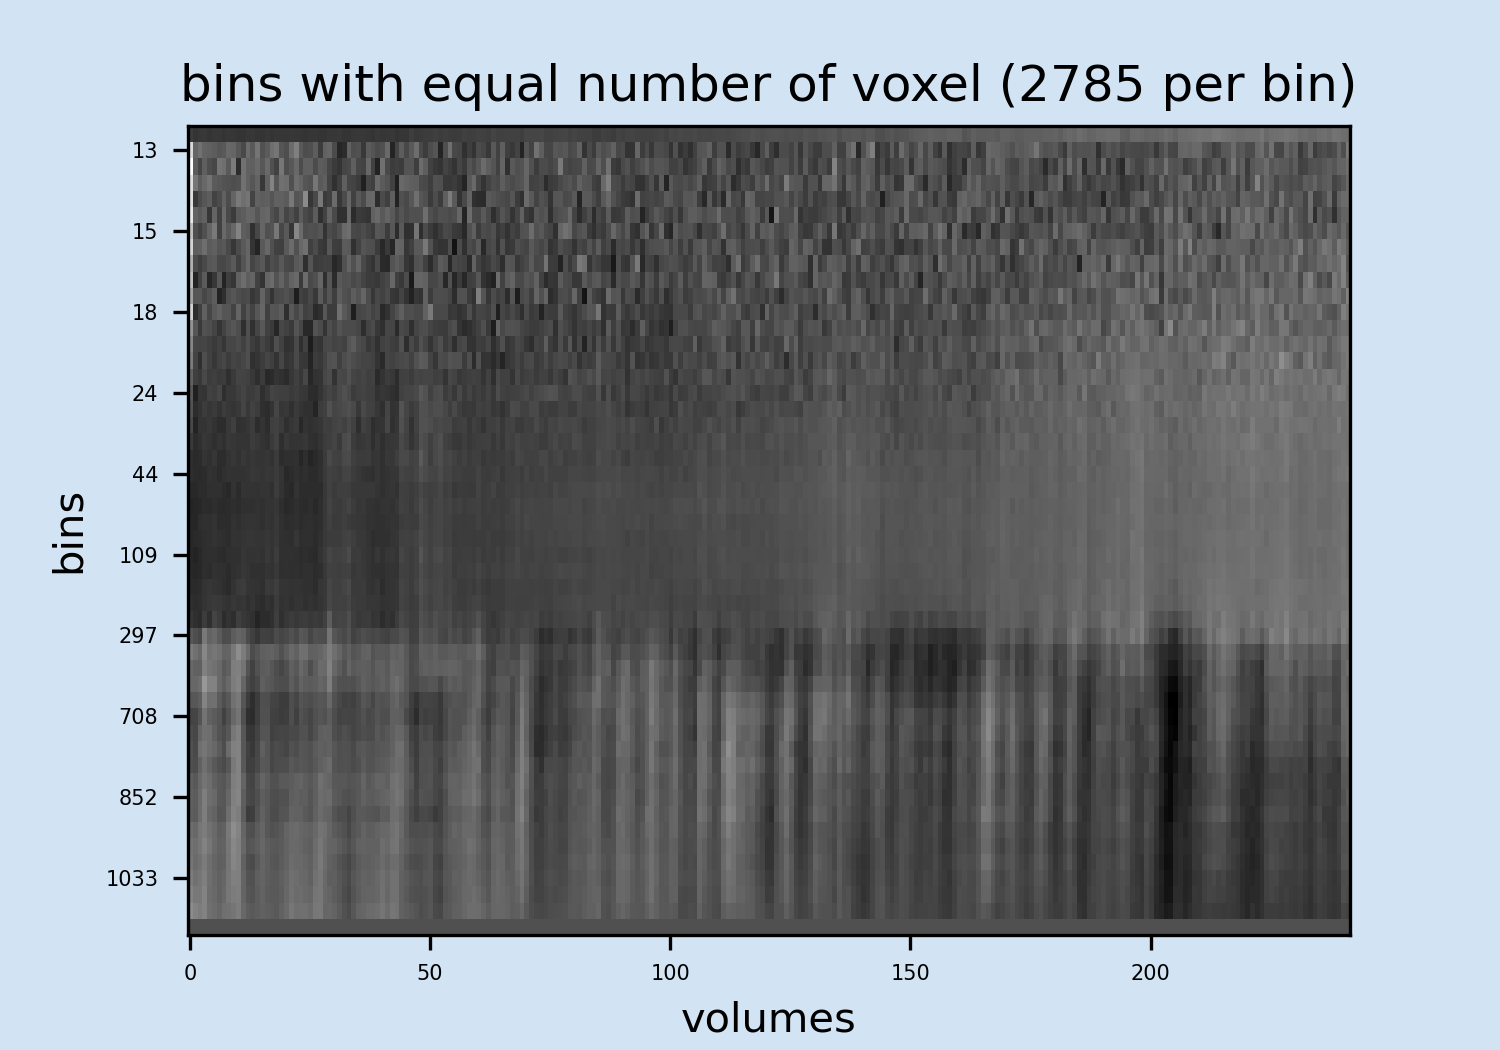 bins with equal number of voxel (2785 per bin)
13
15
18
24
44
109
297
708
852
1033
bins
0 50 100 150 200
volumes